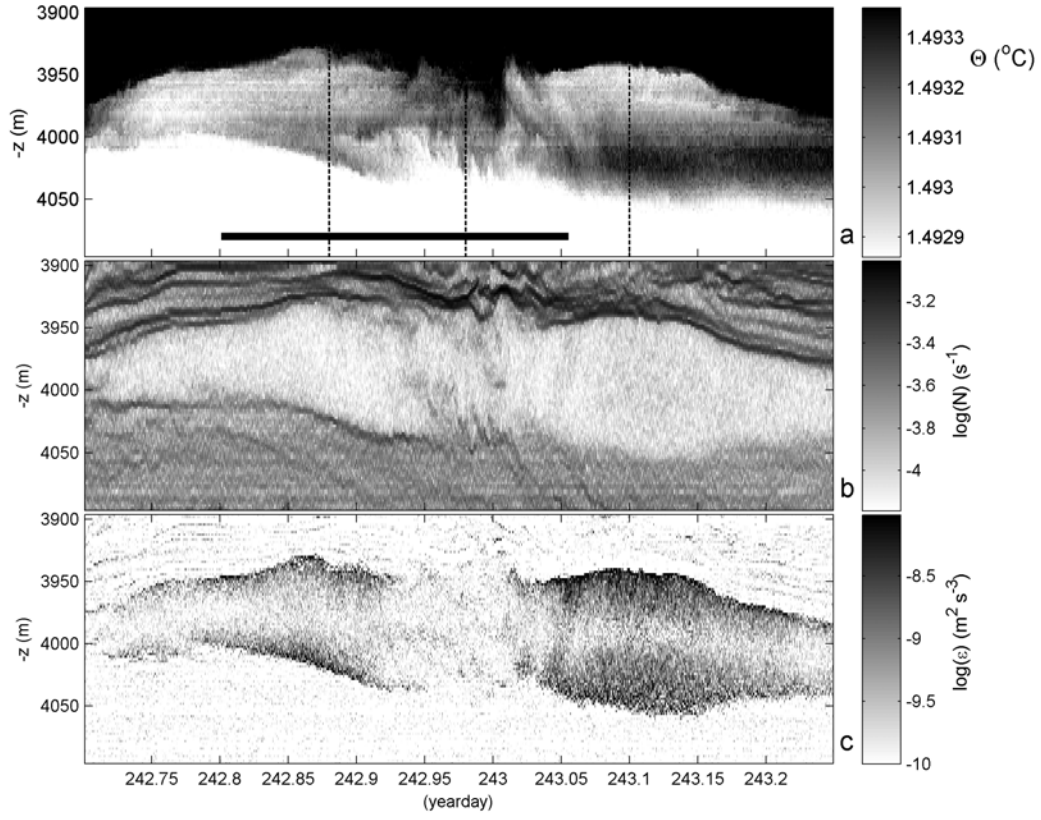 3900
3950
4000
4050
-z (m)
a
1.4933
1.4932
1.4931
1.493
1.4929
Θ (°C)
3900
3950
4000
4050
-z (m)
b
-3.2
-3.4
-3.6
-3.8
-4
log(N) (s⁻¹)
3900
3950
4000
4050
-z (m)
c
-8.5
-9
-9.5
-10
log(ε) (m² s⁻³)
242.75 242.8 242.85 242.9 242.95 243 243.05 243.1 243.15 243.2
(yearday)